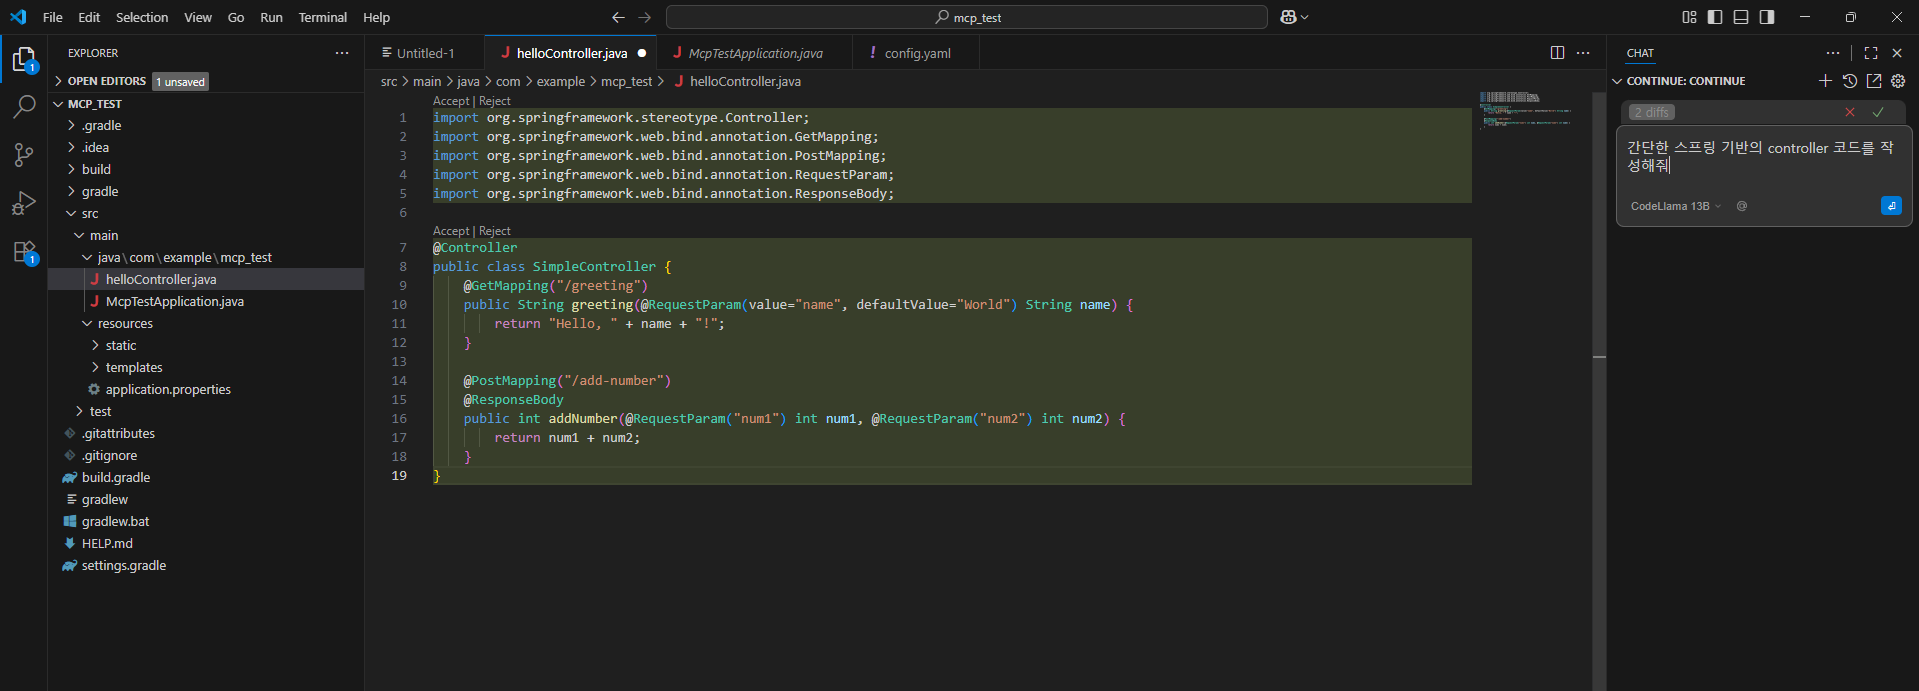 File Edit Selection View Go Run Terminal Help
mcp_test
EXPLORER
OPEN EDITORS 1 unsaved
MCP_TEST
.gradle
.idea
build
gradle
src
main
java\com\example\mcp_test
helloController.java
McpTestApplication.java
resources
static
templates
application.properties
test
.gitattributes
.gitignore
build.gradle
gradlew
gradlew.bat
HELP.md
settings.gradle
1
1
Untitled-1 helloController.java McpTestApplication.java config.yaml
src > main > java > com > example > mcp_test > helloController.java
Accept | Reject
1 import org.springframework.stereotype.Controller;
2 import org.springframework.web.bind.annotation.GetMapping;
3 import org.springframework.web.bind.annotation.PostMapping;
4 import org.springframework.web.bind.annotation.RequestParam;
5 import org.springframework.web.bind.annotation.ResponseBody;
6
Accept | Reject
7 @Controller
8 public class SimpleController {
9 @GetMapping("/greeting")
10 public String greeting(@RequestParam(value="name", defaultValue="World") String name) {
11 return "Hello, " + name + "!";
12 }
13
14 @PostMapping("/add-number")
15 @ResponseBody
16 public int addNumber(@RequestParam("num1") int num1, @RequestParam("num2") int num2) {
17 return num1 + num2;
18 }
19 }
CHAT
CONTINUE: CONTINUE
2 diffs
간단한 스프링 기반의 controller 코드를 작
성해줘
CodeLlama 13B @